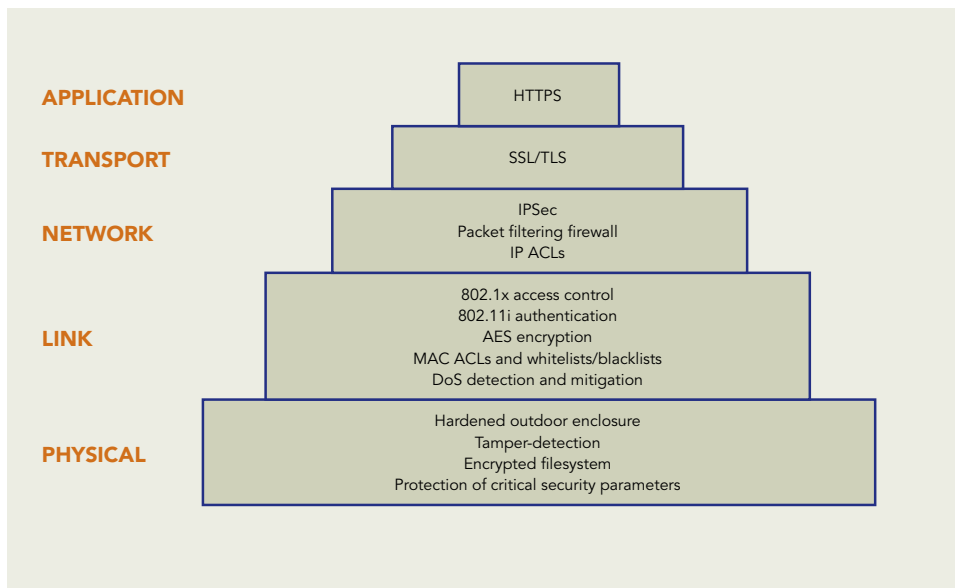 APPLICATION
HTTPS
TRANSPORT
SSL/TLS
NETWORK
IPSec
Packet filtering firewall
IP ACLs
LINK
802.1x access control
802.11i authentication
AES encryption
MAC ACLs and whitelists/blacklists
DoS detection and mitigation
PHYSICAL
Hardened outdoor enclosure
Tamper-detection
Encrypted filesystem
Protection of critical security parameters